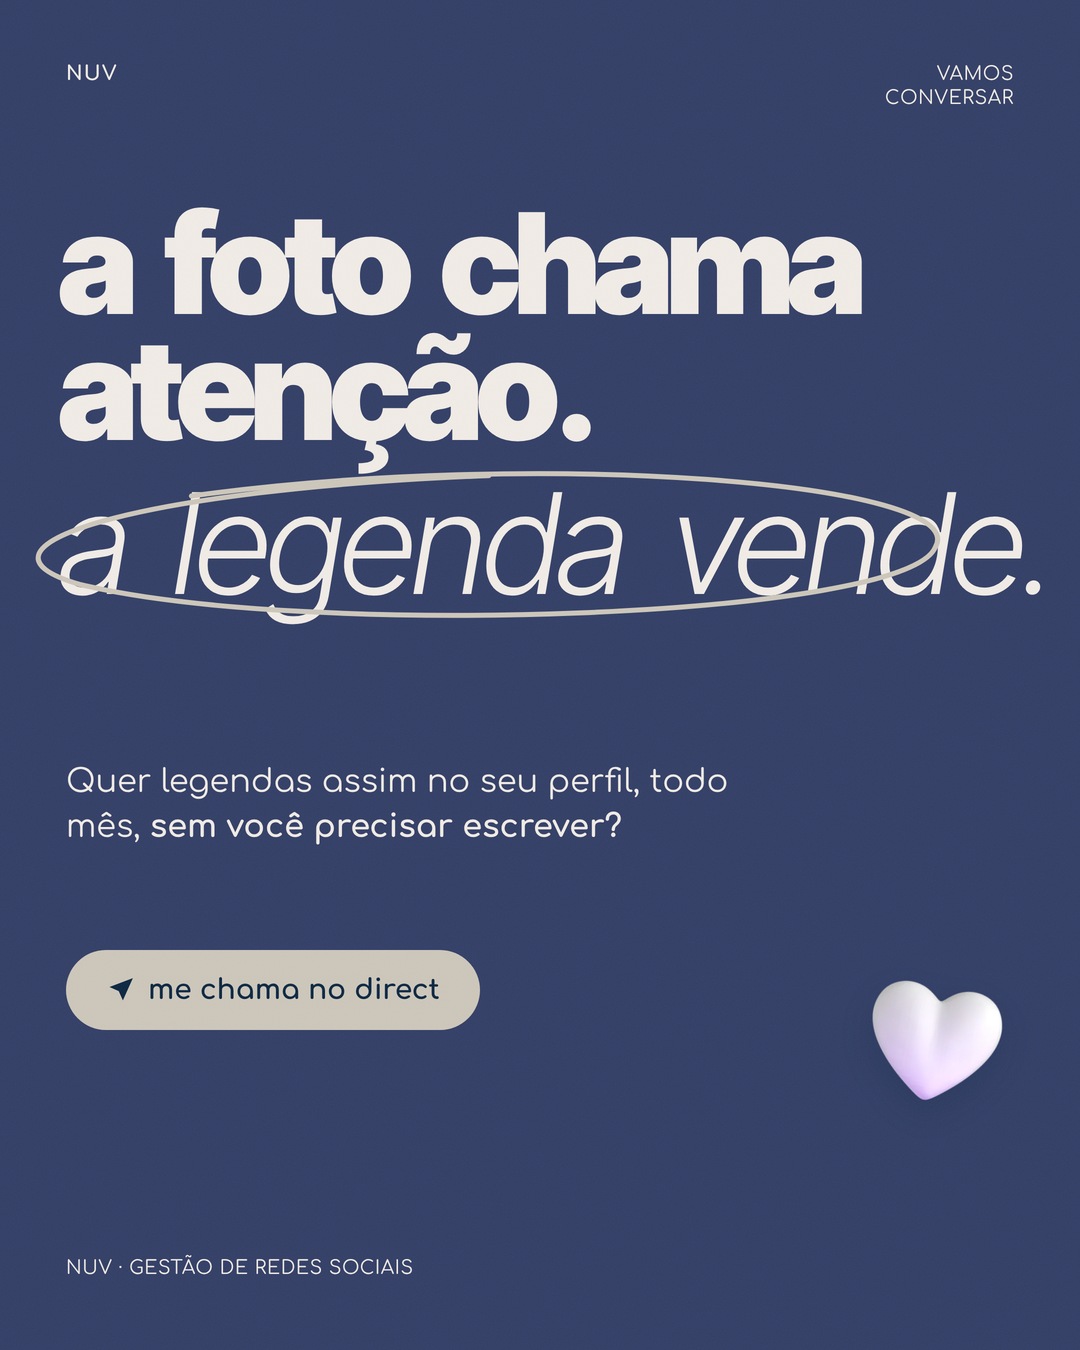 NUV
VAMOS
CONVERSAR
a foto chama
atenção.
a legenda vende.
Quer legendas assim no seu perfil, todo
mês, sem você precisar escrever?
me chama no direct
NUV · GESTÃO DE REDES SOCIAIS